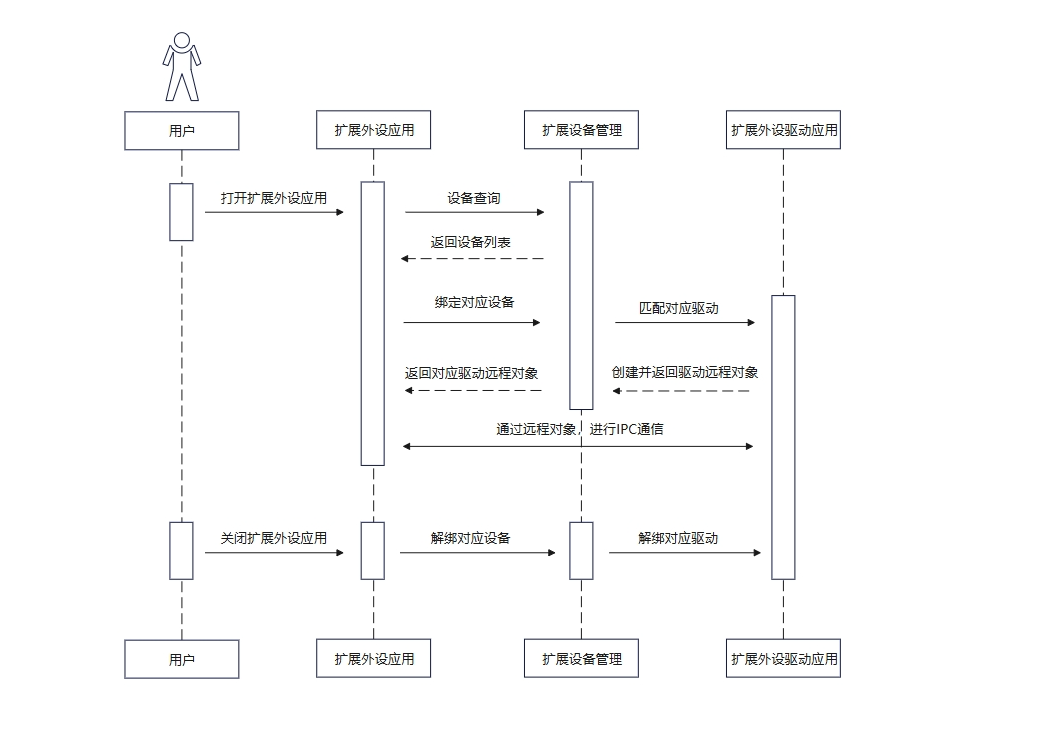 用户
扩展外设应用
扩展设备管理
扩展外设驱动应用
打开扩展外设应用
设备查询
返回设备列表
绑定对应设备
匹配对应驱动
返回对应驱动远程对象
创建并返回驱动远程对象
通过远程对象，进行IPC通信
关闭扩展外设应用
解绑对应设备
解绑对应驱动
用户
扩展外设应用
扩展设备管理
扩展外设驱动应用